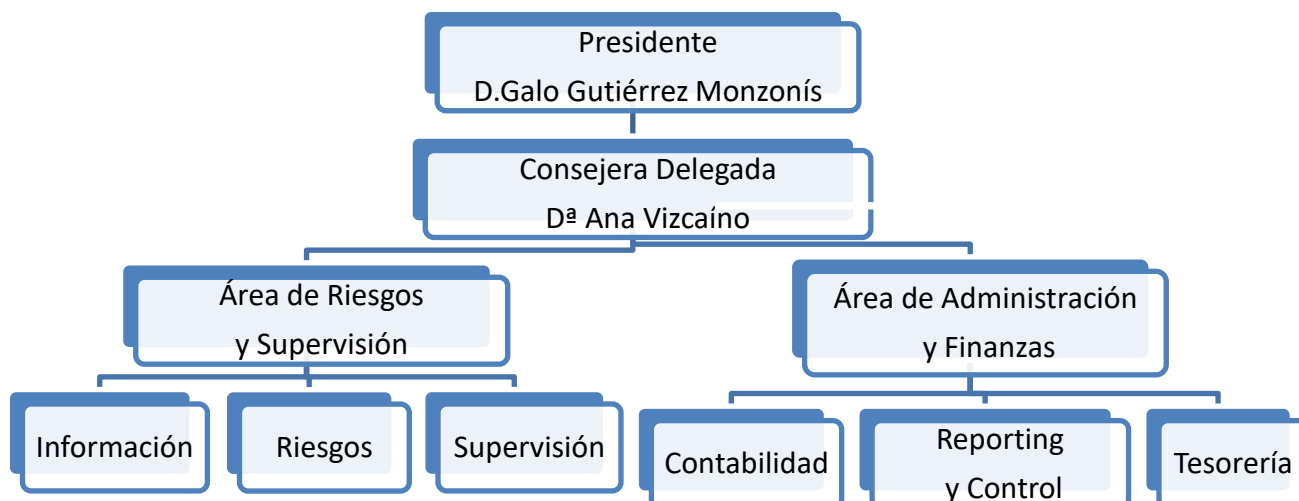 Presidente
D.Galo Gutiérrez Monzonís
Consejera Delegada
Dª Ana Vizcaíno
Área de Riesgos
y Supervisión
Área de Administración
y Finanzas
Información
Riesgos
Supervisión
Contabilidad
Reporting
y Control
Tesorería